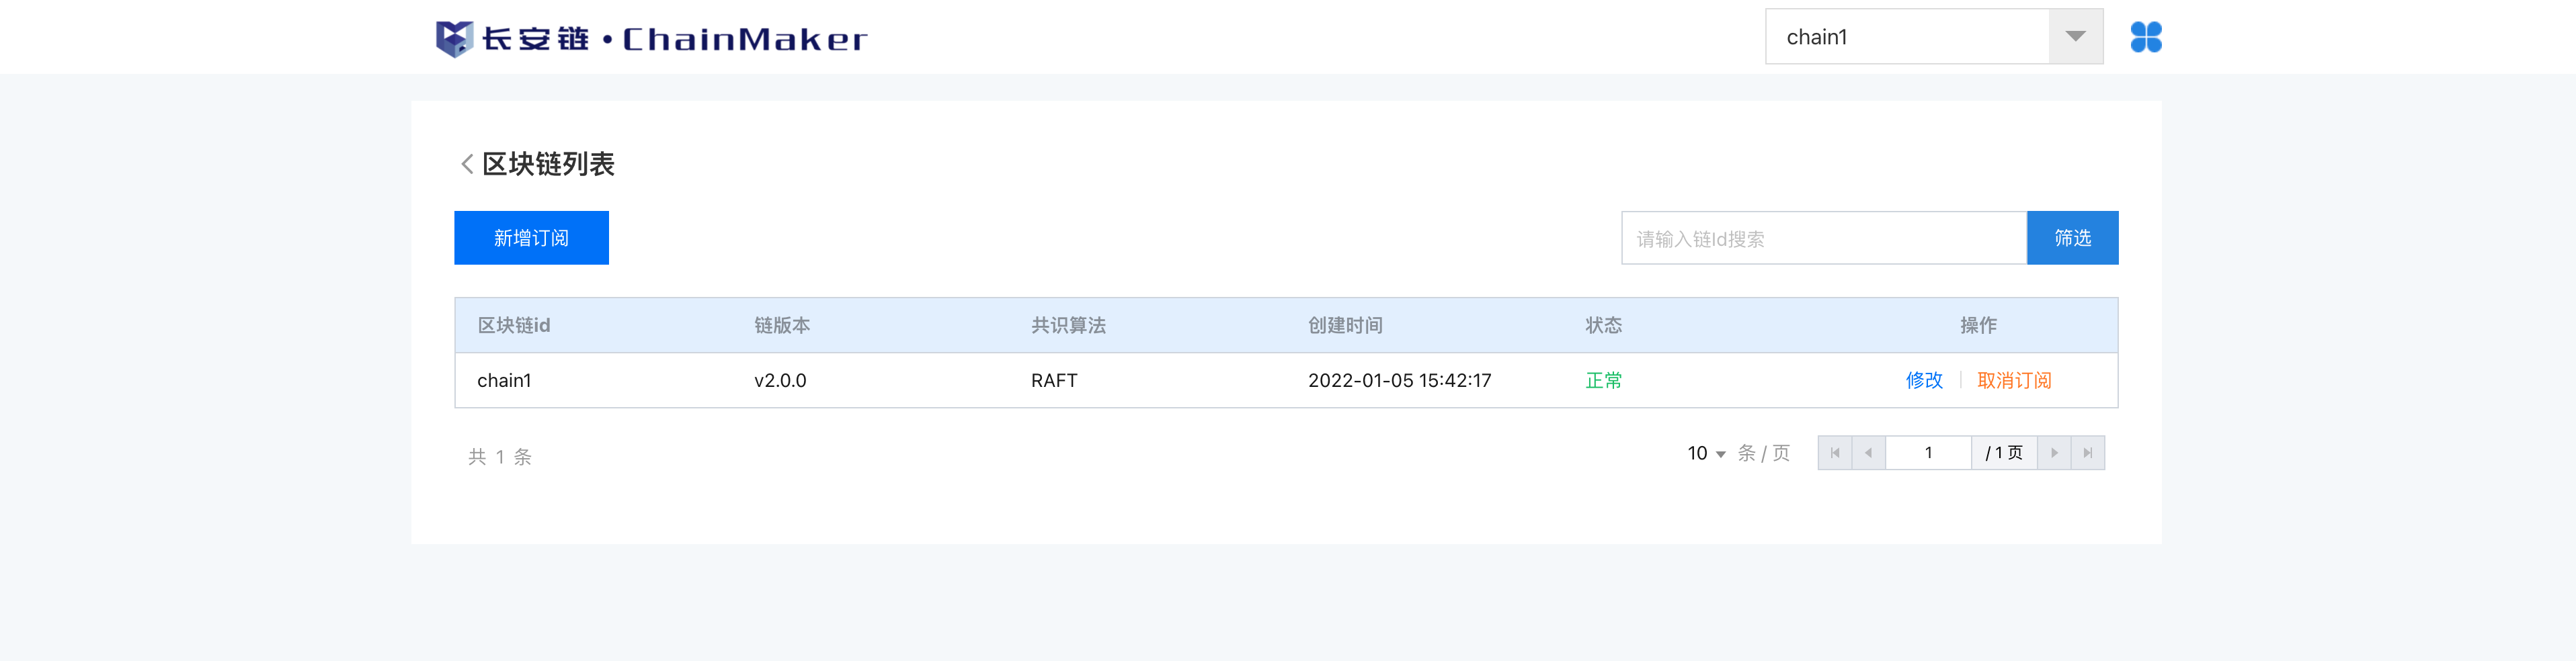 长安链·ChainMaker
chain1
区块链列表
新增订阅
请输入链Id搜索
筛选
区块链id 链版本 共识算法 创建时间 状态 操作
chain1 v2.0.0 RAFT 2022-01-05 15:42:17 正常 修改 取消订阅
共 1 条 10 条 / 页 1 / 1 页